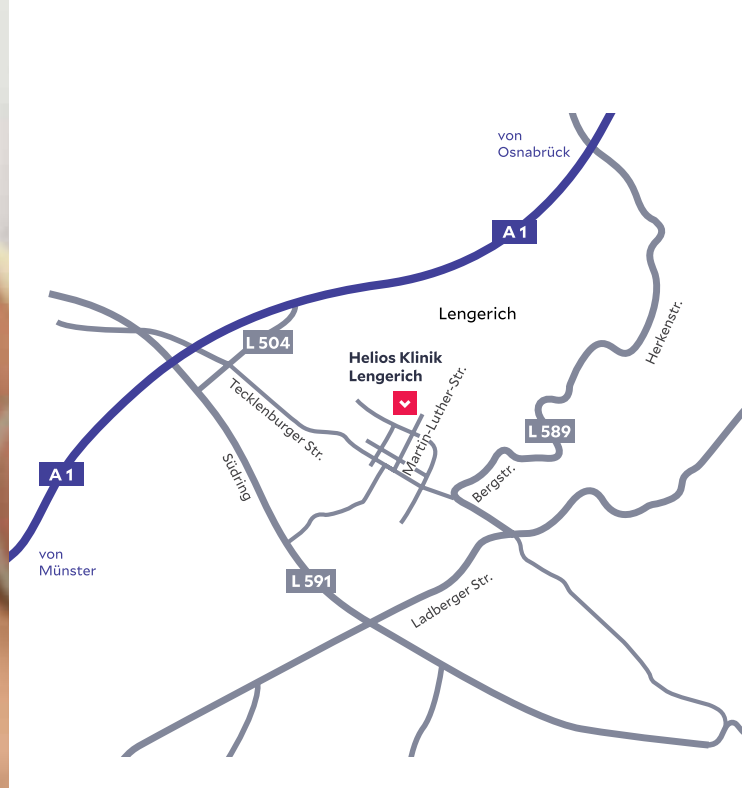 von
Osnabrück
A 1
Lengerich
L 504
Helios Klinik
Lengerich
Herkenstr.
Martin-Luther-Str.
Tecklenburger Str.
L 589
A 1
Südring
Bergstr.
von
Münster
L 591
Ladberger Str.